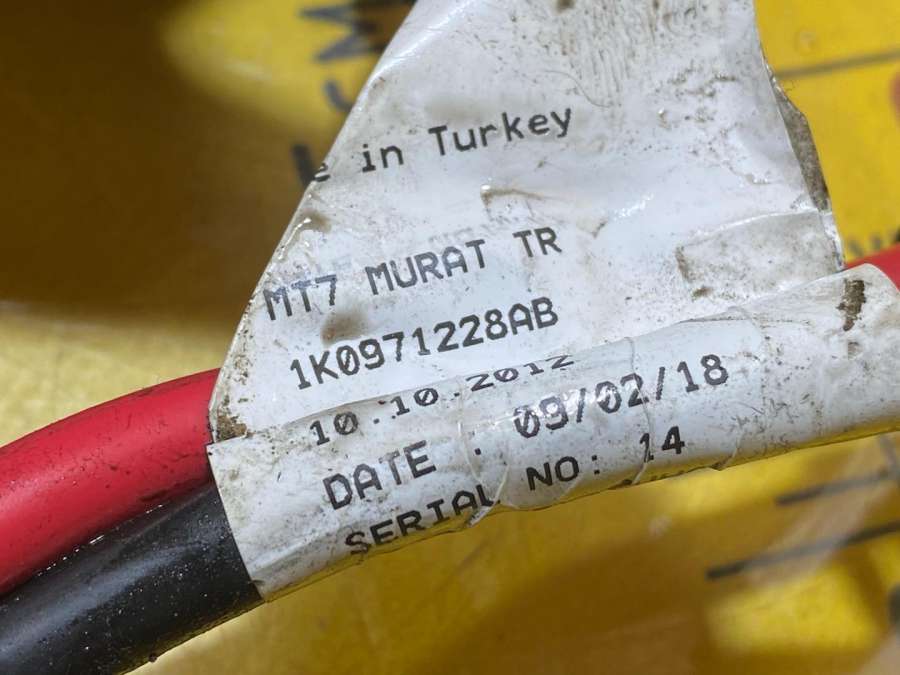 e in Turkey
MT7 MURAT TR
1K0971228AB
10.10.2012
DATE : 09/02/18
SERIAL NO: 14